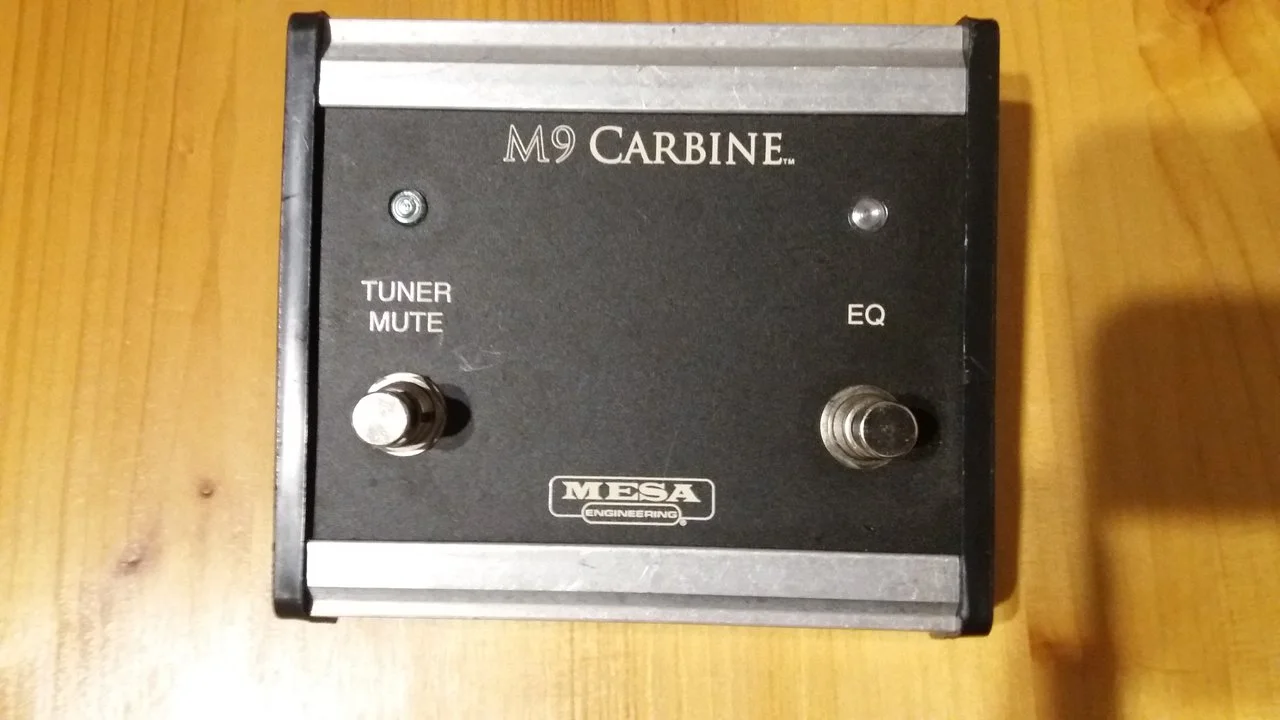 M9 CARBINE™
TUNER
MUTE
EQ
MESA
ENGINEERING®